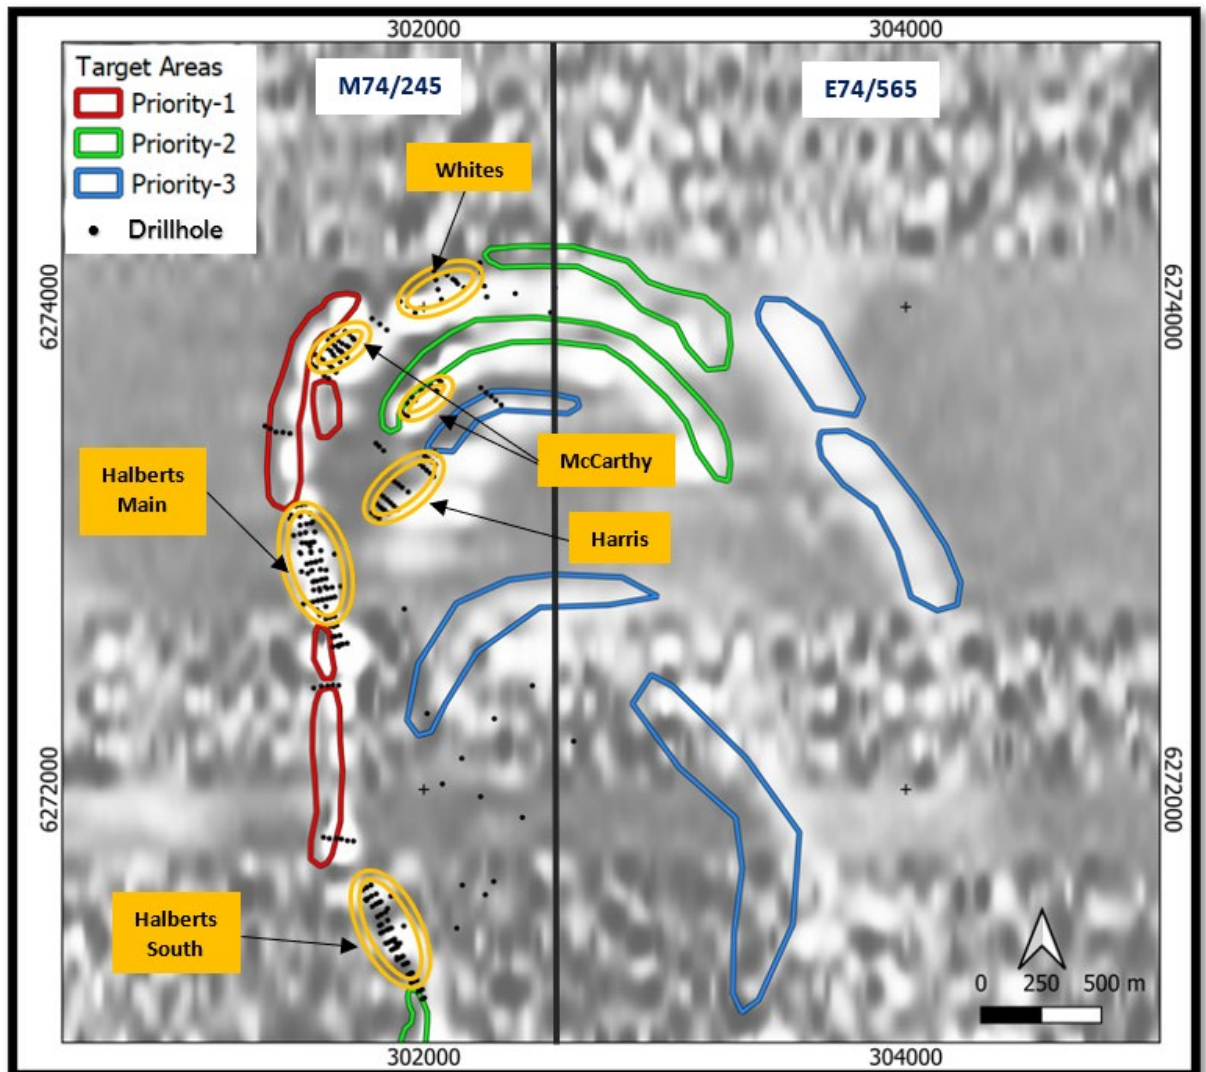 302000
304000
Target Areas
Priority-1
Priority-2
Priority-3
Drillhole
M74/245
E74/565
Whites
6274000
6274000
McCarthy
Halberts
Main
Harris
6272000
6272000
Halberts
South
0 250 500 m
302000
304000